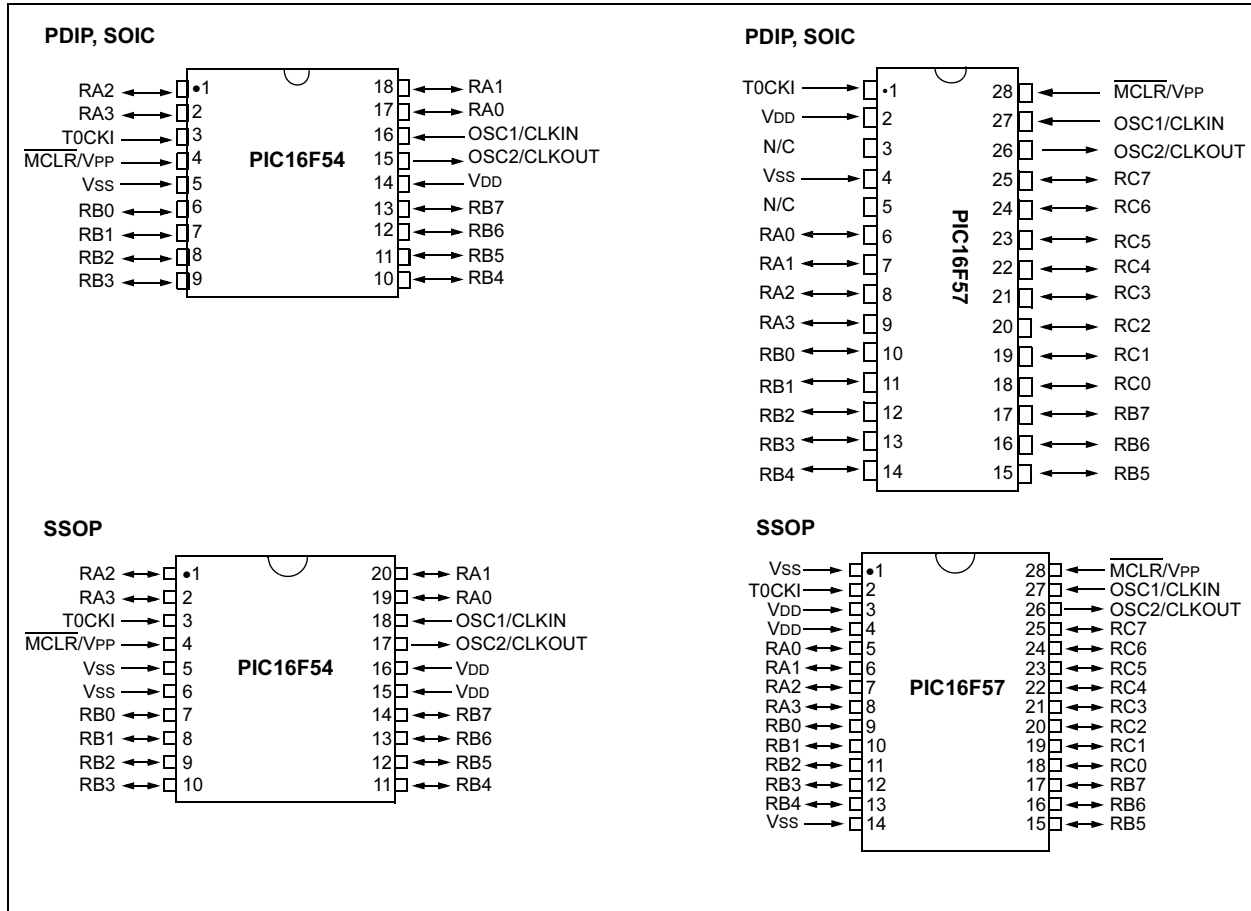 PDIP, SOIC
RA2 •1 18 RA1
RA3 2 17 RA0
T0CKI 3 16 OSC1/CLKIN
MCLR/VPP 4 15 OSC2/CLKOUT
PIC16F54
VSS 5 14 VDD
RB0 6 13 RB7
RB1 7 12 RB6
RB2 8 11 RB5
RB3 9 10 RB4
PDIP, SOIC
T0CKI •1 28 MCLR/VPP
VDD 2 27 OSC1/CLKIN
N/C 3 26 OSC2/CLKOUT
VSS 4 25 RC7
N/C 5 24 RC6
RA0 6 23 RC5
RA1 7 22 RC4
RA2 8 21 RC3
RA3 9 20 RC2
RB0 10 19 RC1
RB1 11 18 RC0
RB2 12 17 RB7
RB3 13 16 RB6
RB4 14 15 RB5
PIC16F57
SSOP
RA2 •1 20 RA1
RA3 2 19 RA0
T0CKI 3 18 OSC1/CLKIN
MCLR/VPP 4 17 OSC2/CLKOUT
VSS 5 16 VDD
PIC16F54
VSS 6 15 VDD
RB0 7 14 RB7
RB1 8 13 RB6
RB2 9 12 RB5
RB3 10 11 RB4
SSOP
VSS •1 28 MCLR/VPP
T0CKI 2 27 OSC1/CLKIN
VDD 3 26 OSC2/CLKOUT
VDD 4 25 RC7
RA0 5 24 RC6
RA1 6 23 RC5
RA2 7 PIC16F57 22 RC4
RA3 8 21 RC3
RB0 9 20 RC2
RB1 10 19 RC1
RB2 11 18 RC0
RB3 12 17 RB7
RB4 13 16 RB6
VSS 14 15 RB5